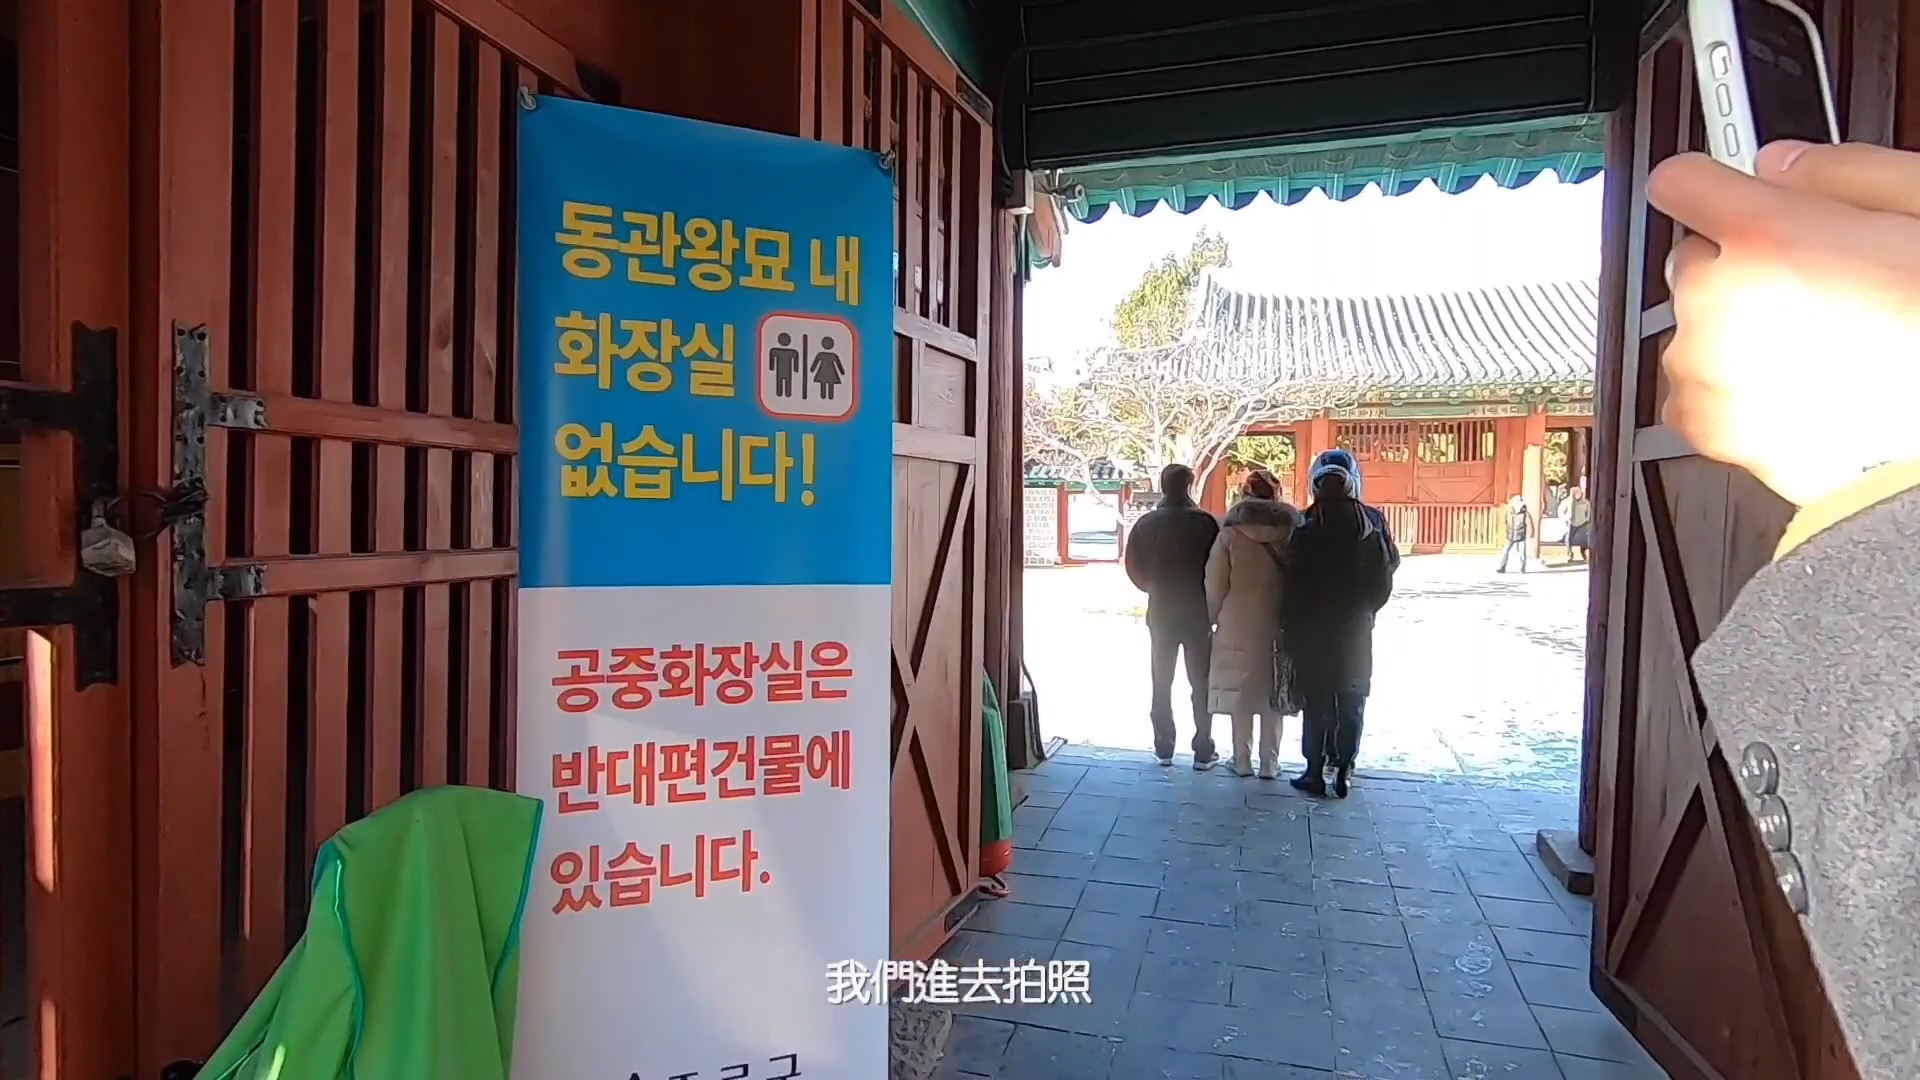 동관왕묘 내
화장실
없습니다!
공중화장실은
반대편건물에
있습니다.
我們進去拍照